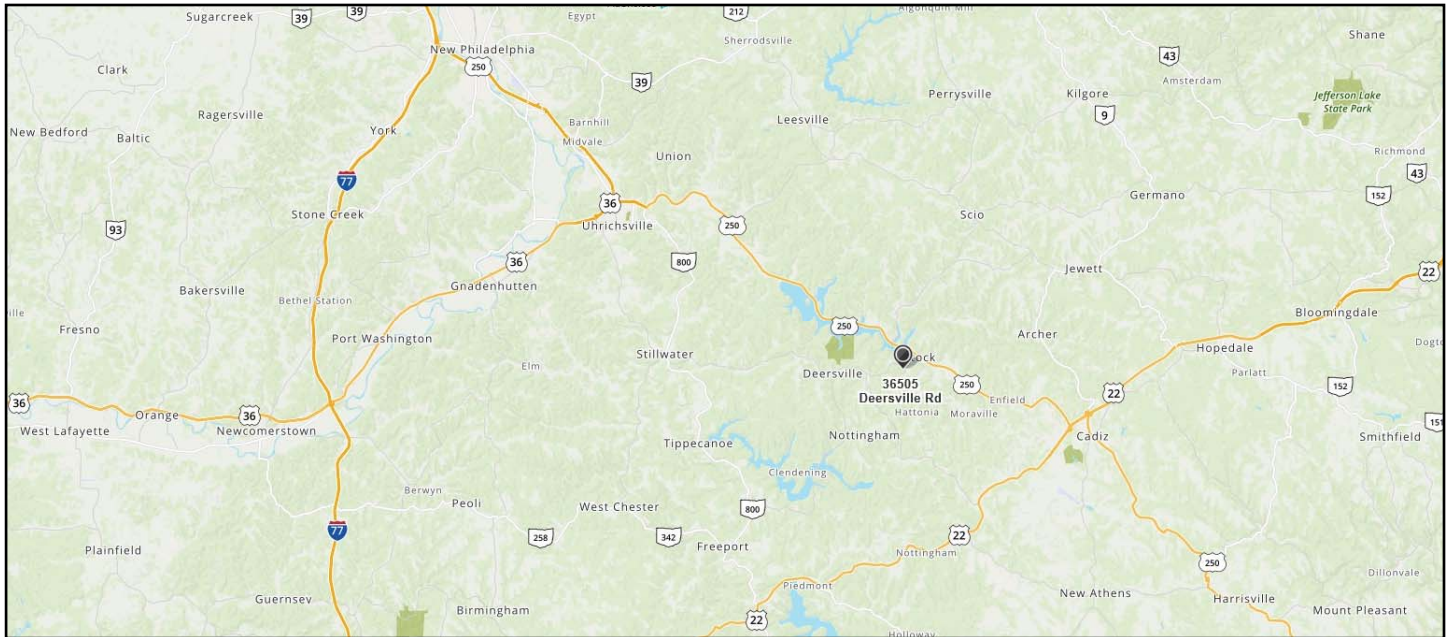 39
39
Sugarcreek
Egypt
212
Sherrodsville
New Philadelphia
250
39
Clark
43
Shane
Amsterdam
Jefferson Lake
State Park
Perrysville
Kilgore
9
Ragersville
New Bedford
Baltic
York
Barnhill
Midvale
Leesville
Union
Richmond
43
77
36
Germano
152
Stone Creek
93
Uhrichsville
250
Scio
800
36
Jewett
22
Gnadenhutten
Bakersville
Bethel Station
Fresno
Port Washington
250
Archer
Bloomingdale
Hopedale
Stillwater
Elm
Deersville
36505
Deersville Rd
250
Parlatt
152
22
Enfield
Hattonia
Moraville
36
Orange
36
West Lafayette
Newcomerstown
Tippecanoe
Nottingham
Cadiz
Smithfield
Clendening
Berwyn
Peoli
West Chester
800
77
258
342
Freeport
22
Nottingham
250
Plainfield
Piedmont
Dillonvale
Birmingham
22
New Athens
Harrisville
Mount Pleasant
Holloway